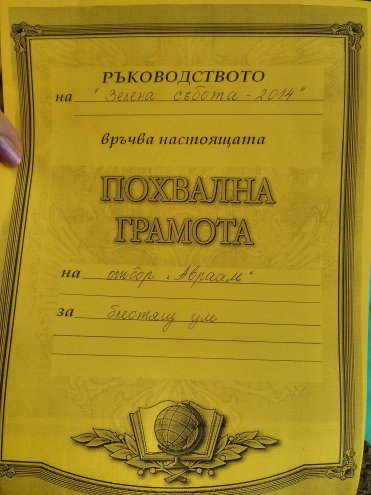 РЪКОВОДСТВОТО
на "Зелена събота - 2014"
връчва настоящата
ПОХВАЛНА
ГРАМОТА
на отбор „Авраам"
за блестящ ум